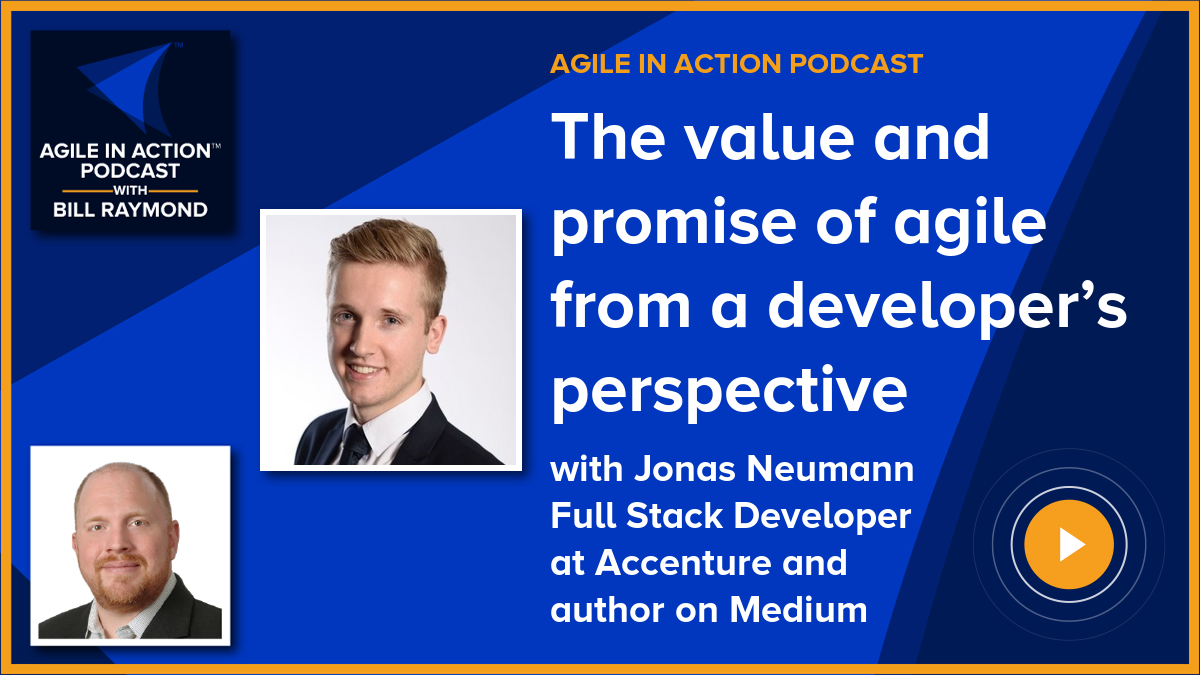 TM
AGILE IN ACTION™
PODCAST
WITH
BILL RAYMOND
AGILE IN ACTION PODCAST
The value and
promise of agile
from a developer’s
perspective
with Jonas Neumann
Full Stack Developer
at Accenture and
author on Medium